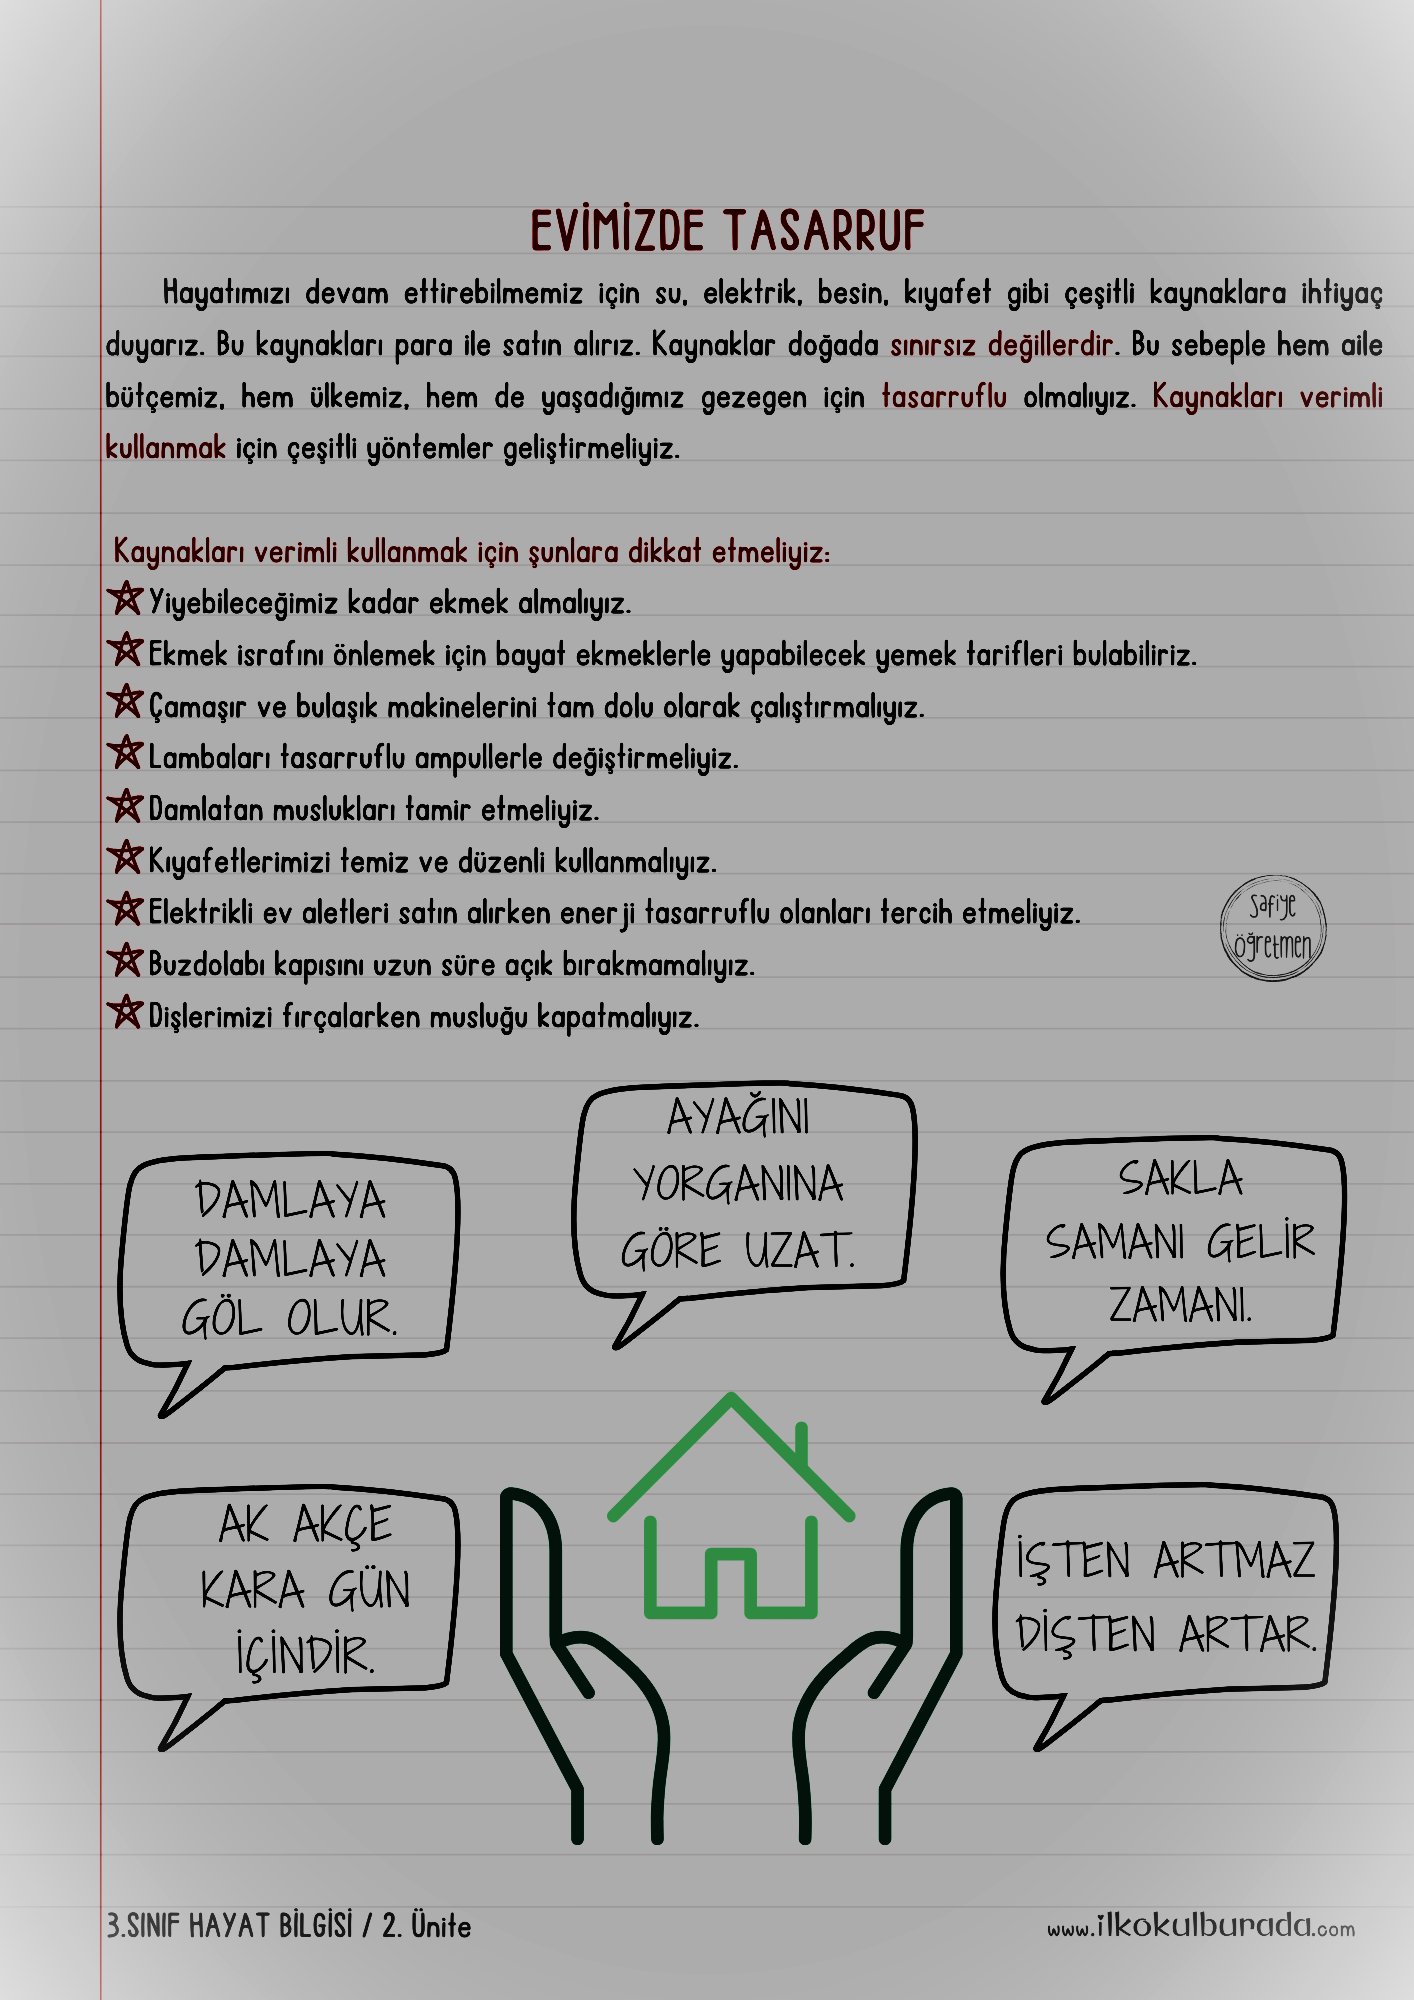 EVİMİZDE TASARRUF
Hayatımızı devam ettirebilmemiz için su, elektrik, besin, kıyafet gibi çeşitli kaynaklara ihtiyaç
duyarız. Bu kaynakları para ile satın alırız. Kaynaklar doğada sınırsız değillerdir. Bu sebeple hem aile
bütçemiz, hem ülkemiz, hem de yaşadığımız gezegen için tasarruflu olmalıyız. Kaynakları verimli
kullanmak için çeşitli yöntemler geliştirmeliyiz.
Kaynakları verimli kullanmak için şunlara dikkat etmeliyiz:
Yiyebileceğimiz kadar ekmek almalıyız.
Ekmek israfını önlemek için bayat ekmeklerle yapabilecek yemek tarifleri bulabiliriz.
Çamaşır ve bulaşık makinelerini tam dolu olarak çalıştırmalıyız.
Lambaları tasarruflu ampullerle değiştirmeliyiz.
Damlatan muslukları tamir etmeliyiz.
Kıyafetlerimizi temiz ve düzenli kullanmalıyız.
Elektrikli ev aletleri satın alırken enerji tasarruflu olanları tercih etmeliyiz.
Buzdolabı kapısını uzun süre açık bırakmamalıyız.
Dişlerimizi fırçalarken musluğu kapatmalıyız.
Safiye
öğretmen
DAMLAYA
DAMLAYA
GÖL OLUR.
AYAĞINI
YORGANINA
GÖRE UZAT.
SAKLA
SAMANI GELİR
ZAMANI.
AK AKÇE
KARA GÜN
İÇİNDİR.
İŞTEN ARTMAZ
DİŞTEN ARTAR.
3.SINIF HAYAT BİLGİSİ / 2. Ünite
www.ilkokulburada.com